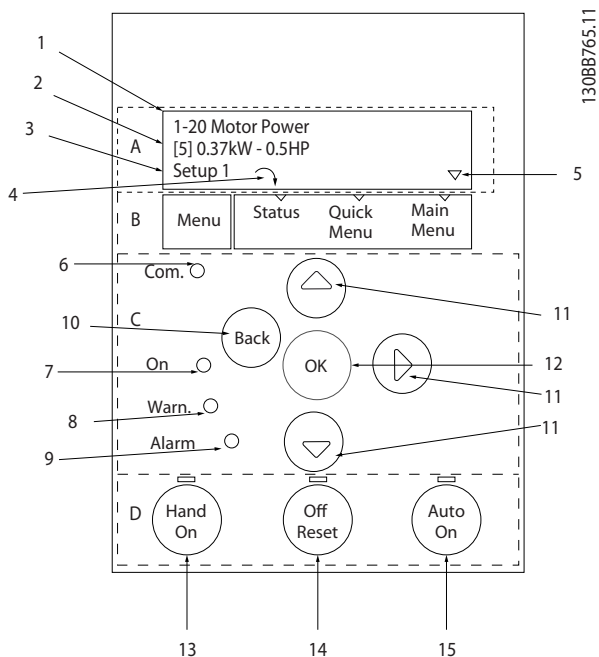 130BB765.11
1
2
3
4
5
A
1-20 Motor Power
[5] 0.37kW - 0.5HP
Setup 1
B
Menu
Status
Quick Menu
Main Menu
6
Com.
C
10
Back
11
OK
12
11
7
On
8
Warn.
11
9
Alarm
D
Hand On
Off Reset
Auto On
13
14
15